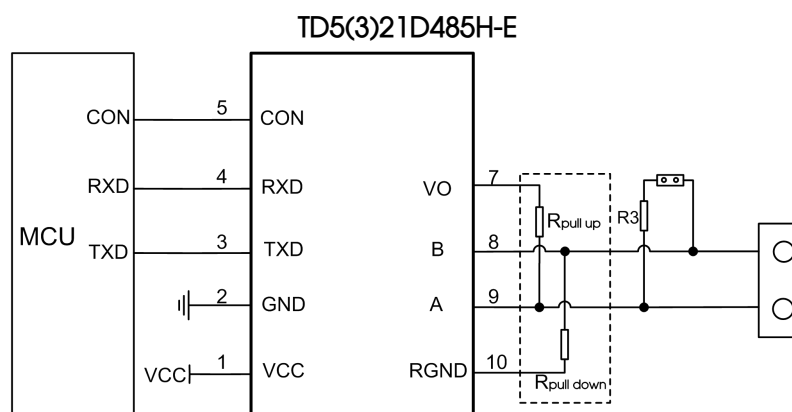 TD5(3)21D485H-E
MCU
CON 5 CON
RXD 4 RXD
TXD 3 TXD
2 GND
VCC 1 VCC
VO 7
B 8
A 9
RGND 10
Rpull up
Rpull down
R3